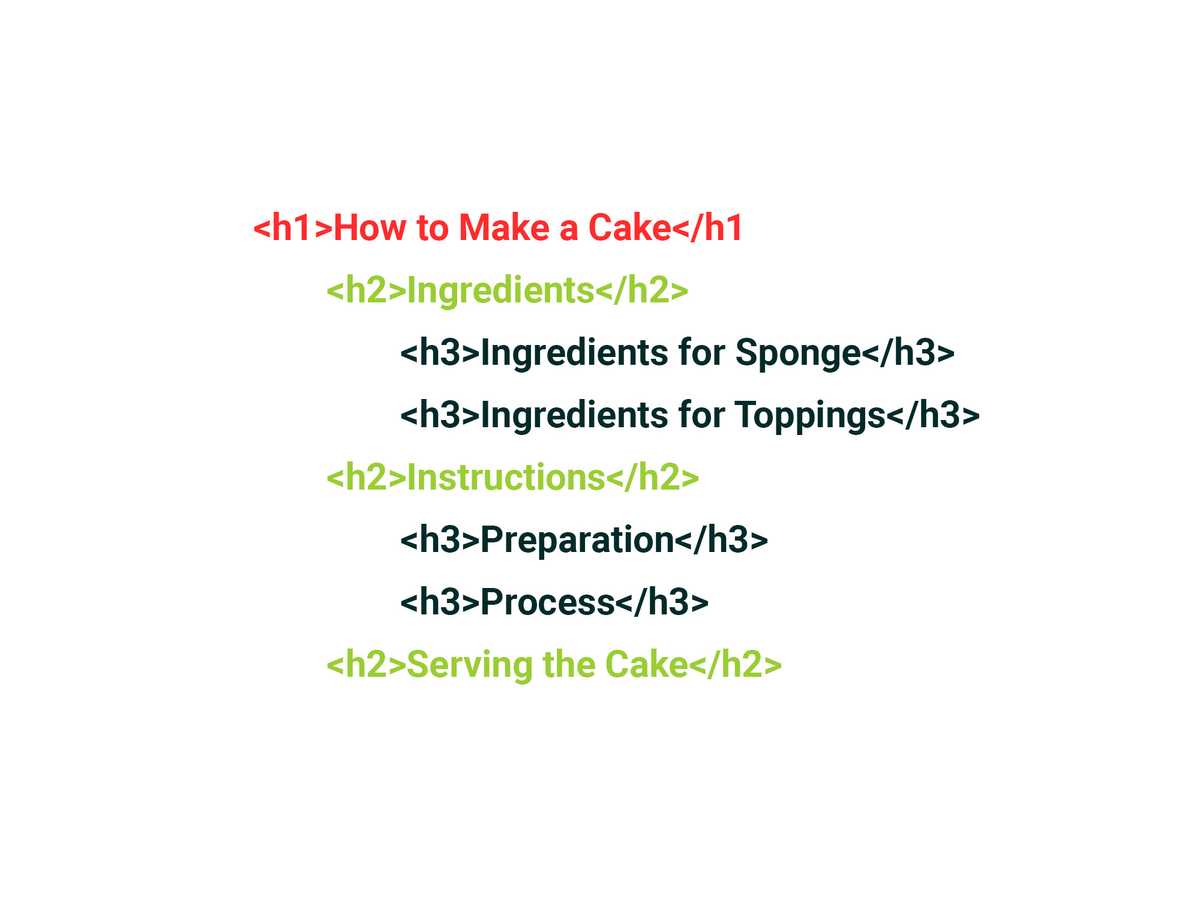 <h1>How to Make a Cake</h1
<h2>Ingredients</h2>
<h3>Ingredients for Sponge</h3>
<h3>Ingredients for Toppings</h3>
<h2>Instructions</h2>
<h3>Preparation</h3>
<h3>Process</h3>
<h2>Serving the Cake</h2>